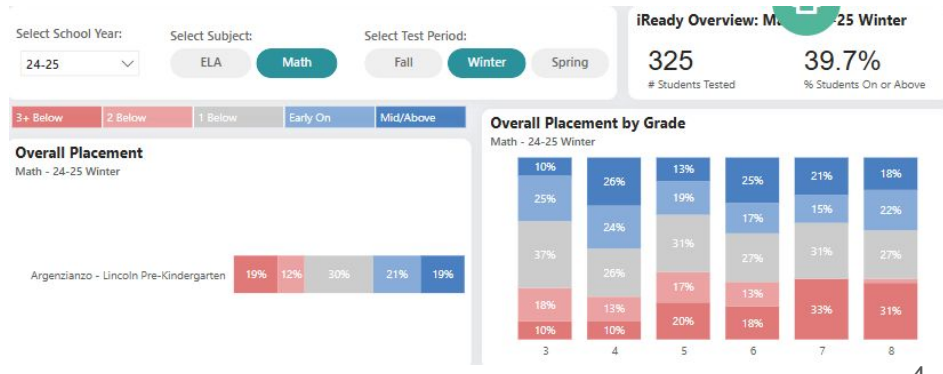 Select School Year:
Select Subject:
Select Test Period:
24-25
ELA
Math
Fall
Winter
Spring
iReady Overview: M 25 Winter
325
# Students Tested
39.7%
% Students On or Above
3+ Below
2 Below
1 Below
Early On
Mid/Above
Overall Placement
Math - 24-25 Winter
Argenzianzo - Lincoln Pre-Kindergarten
19%
12%
30%
21%
19%
Overall Placement by Grade
Math - 24-25 Winter
10%
26%
13%
25%
21%
18%
25%
24%
19%
17%
15%
22%
37%
26%
31%
27%
31%
27%
18%
13%
17%
13%
10%
10%
20%
18%
33%
31%
3
4
5
6
7
8